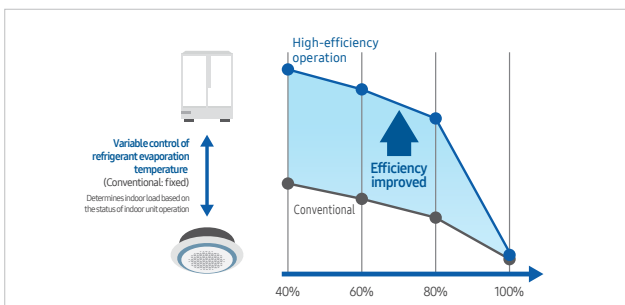 High-efficiency
operation
Variable control of
refrigerant evaporation
temperature
(Conventional: fixed)
Determines indoor load based on
the status of indoor unit operation
Efficiency
improved
Conventional
40%
60%
80%
100%